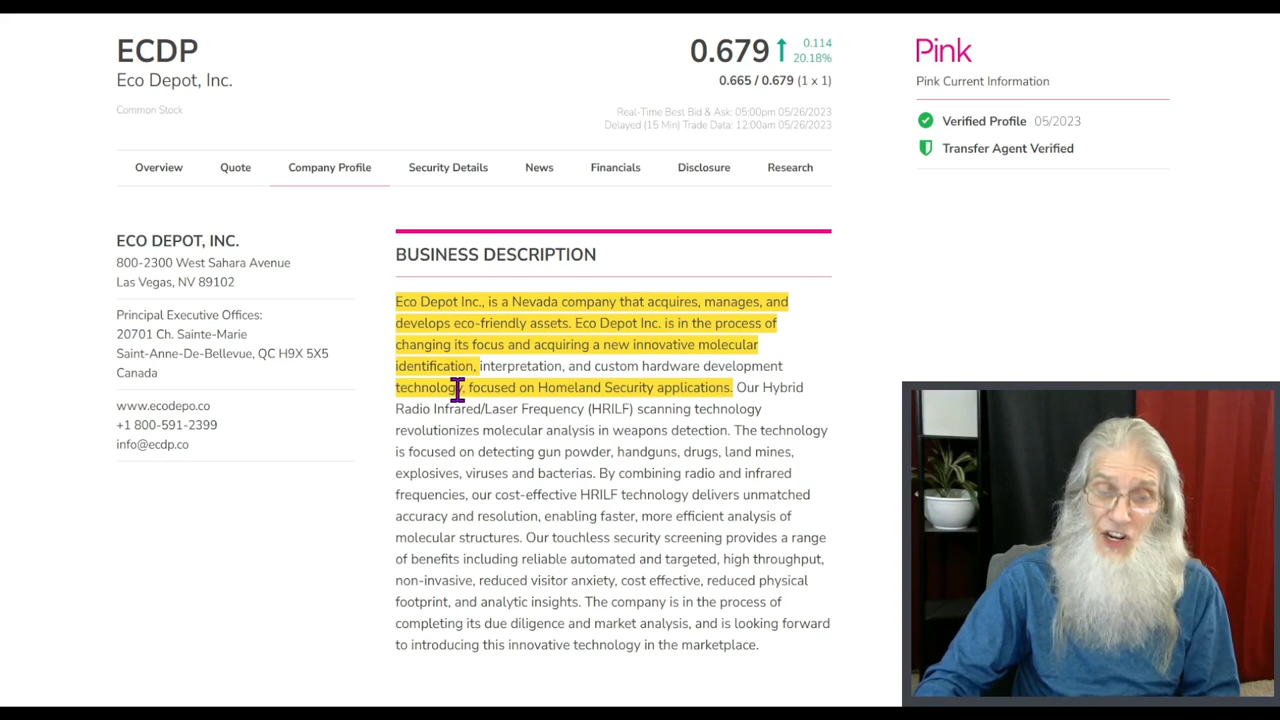 ECDP
Eco Depot, Inc.
Common Stock
0.679
0.114
20.18%
0.665 / 0.679 (1 x 1)
Real-Time Best Bid & Ask: 05:00pm 05/26/2023
Delayed (15 Min) Trade Data: 12:00am 05/26/2023
Pink
Pink Current Information
Verified Profile 05/2023
Transfer Agent Verified
Overview Quote Company Profile Security Details News Financials Disclosure Research
ECO DEPOT, INC.
800-2300 West Sahara Avenue
Las Vegas, NV 89102
Principal Executive Offices:
20701 Ch. Sainte-Marie
Saint-Anne-De-Bellevue, QC H9X 5X5
Canada
www.ecodepo.co
+1 800-591-2399
info@ecdp.co
BUSINESS DESCRIPTION
Eco Depot Inc., is a Nevada company that acquires, manages, and
develops eco-friendly assets. Eco Depot Inc. is in the process of
changing its focus and acquiring a new innovative molecular
identification, interpretation, and custom hardware development
technology, focused on Homeland Security applications. Our Hybrid
Radio Infrared/Laser Frequency (HRILF) scanning technology
revolutionizes molecular analysis in weapons detection. The technology
is focused on detecting gun powder, handguns, drugs, land mines,
explosives, viruses and bacterias. By combining radio and infrared
frequencies, our cost-effective HRILF technology delivers unmatched
accuracy and resolution, enabling faster, more efficient analysis of
molecular structures. Our touchless security screening provides a range
of benefits including reliable automated and targeted, high throughput,
non-invasive, reduced visitor anxiety, cost effective, reduced physical
footprint, and analytic insights. The company is in the process of
completing its due diligence and market analysis, and is looking forward
to introducing this innovative technology in the marketplace.